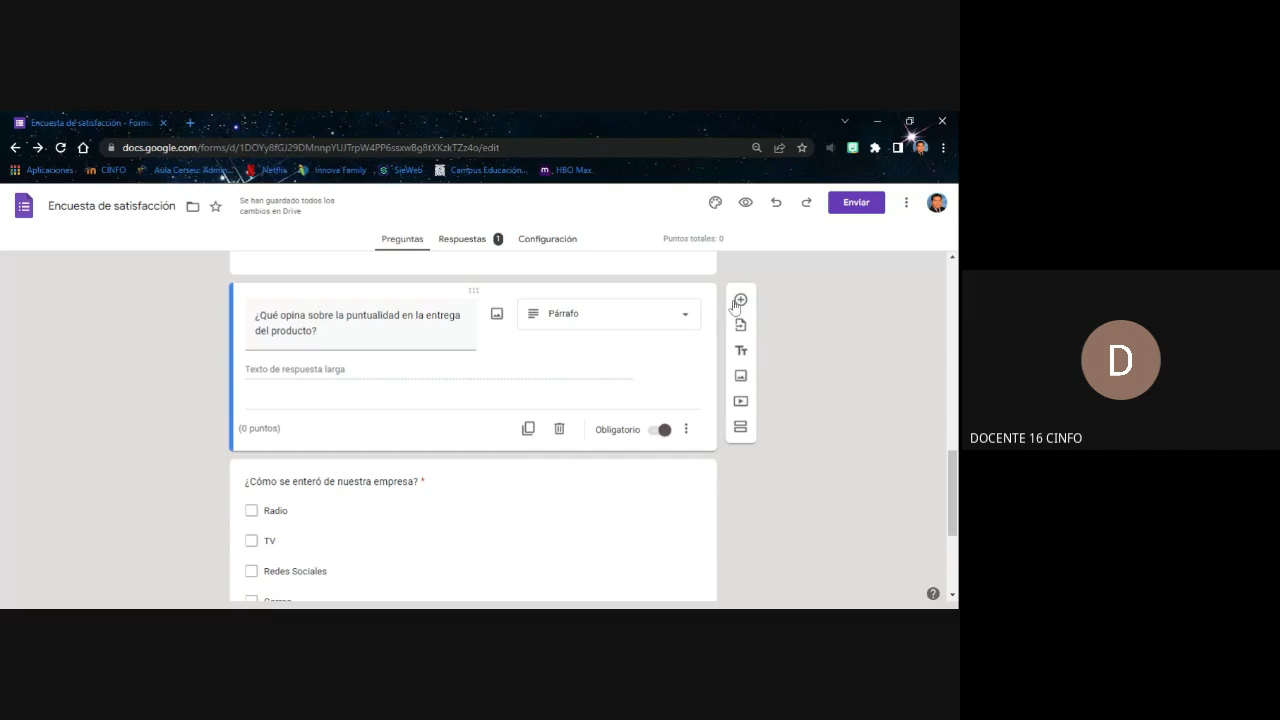 Encuesta de satisfacción - Form
docs.google.com/forms/d/1DOYy8fGJ29DMnnpYUJTrpW4PP6ssxwBg8tXKzkTZz4o/edit
Aplicaciones
in CINFO
Aula Cerseu: Admin...
Netflix
Innova Family
SieWeb
Campus Educación...
HBO Max.
Encuesta de satisfacción
Se han guardado todos los
cambios en Drive
Enviar
Preguntas
Respuestas 1
Configuración
Puntos totales: 0
¿Qué opina sobre la puntualidad en la entrega
del producto?
Párrafo
Texto de respuesta larga
(0 puntos)
Obligatorio
¿Cómo se enteró de nuestra empresa? *
Radio
TV
Redes Sociales
D
DOCENTE 16 CINFO